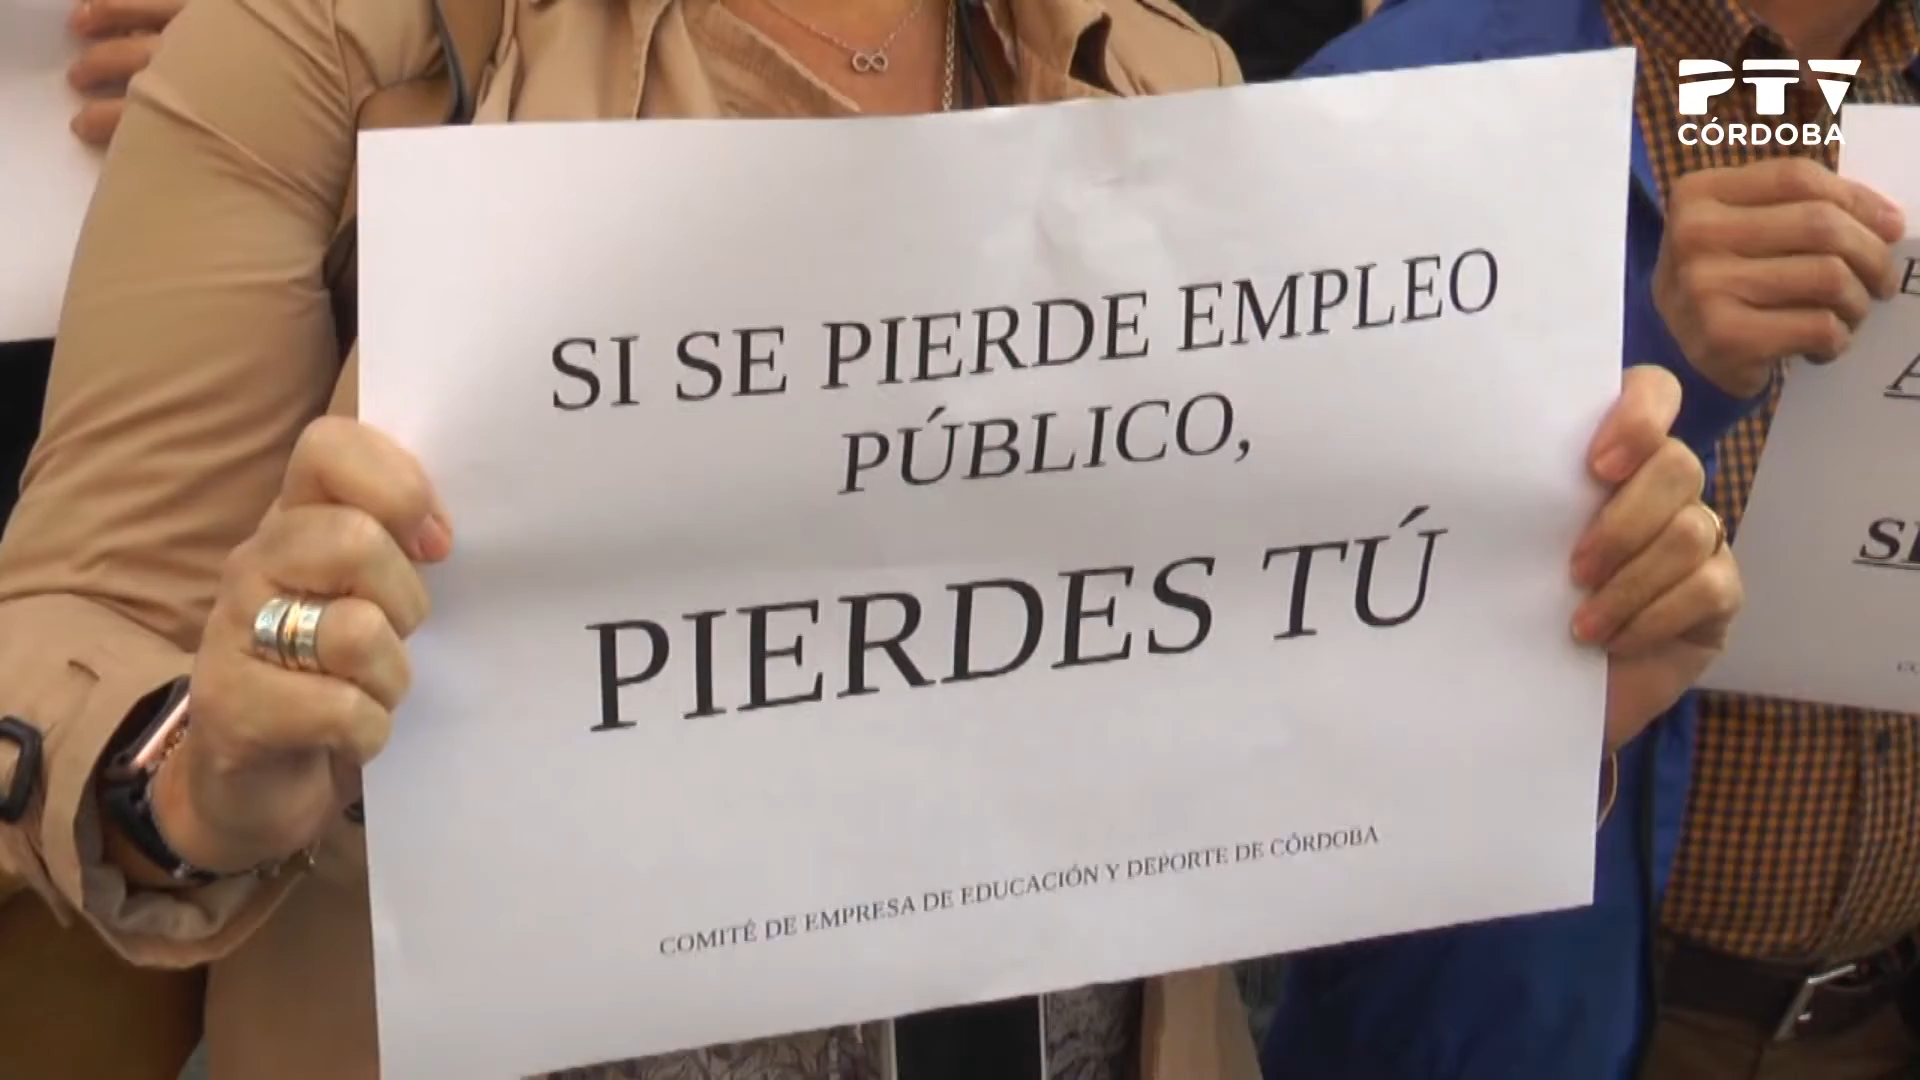 PTV
CÓRDOBA
SI SE PIERDE EMPLEO
PÚBLICO,
PIERDES TÚ
COMITÉ DE EMPRESA DE EDUCACIÓN Y DEPORTE DE CÓRDOBA